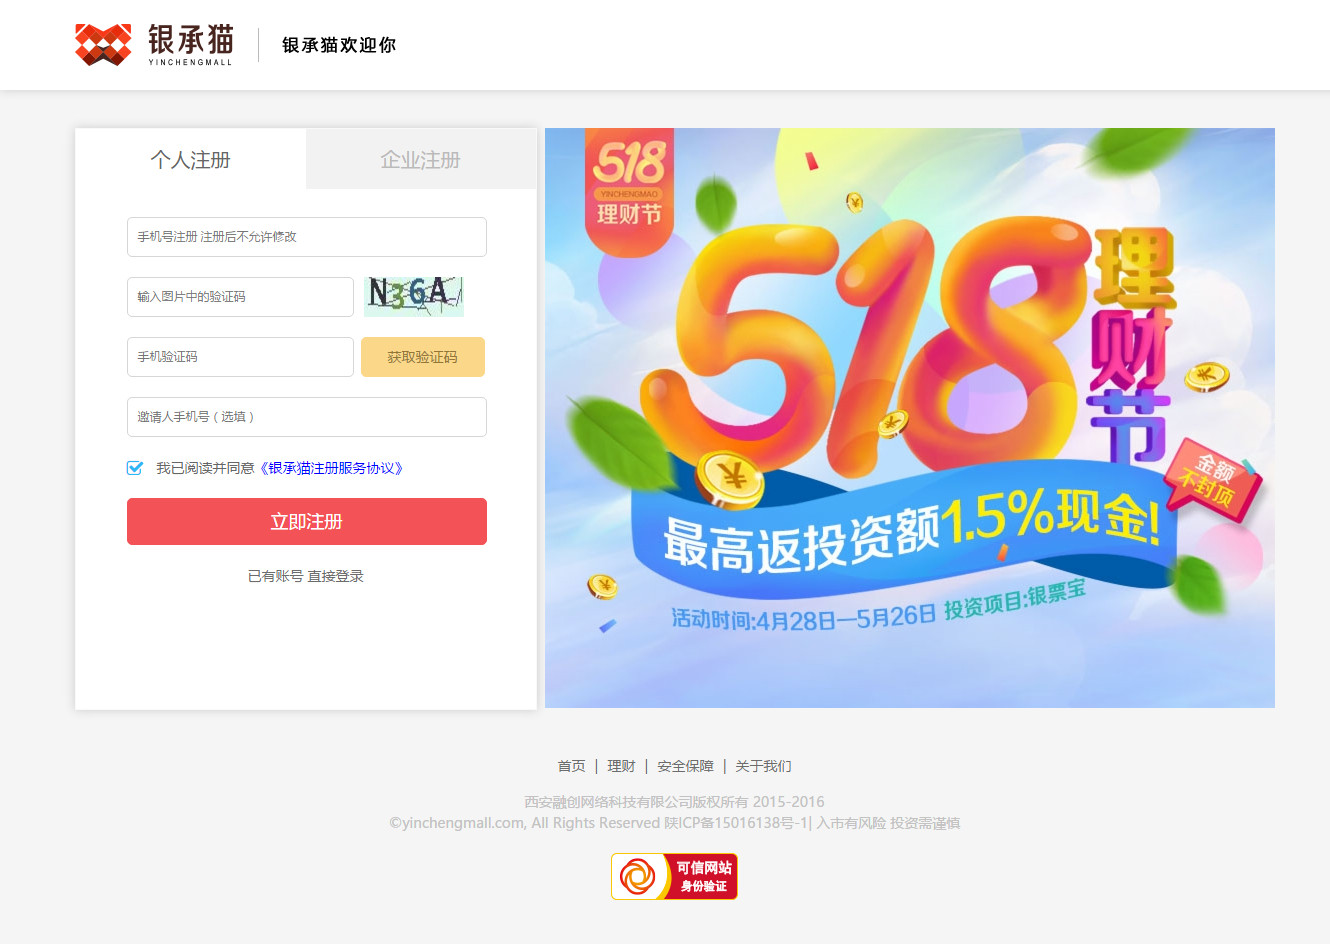 银承猫
YINCHENGMALL
银承猫欢迎你
个人注册
企业注册
手机号注册 注册后不允许修改
输入图片中的验证码
N36A
手机验证码
获取验证码
邀请人手机号（选填）
我已阅读并同意《银承猫注册服务协议》
立即注册
已有账号 直接登录
518
YINCHENGMAO
理财节
518
理财节
金额
不封顶
最高返投资额1.5%现金!
活动时间:4月28日—5月26日 投资项目:银票宝
首页 | 理财 | 安全保障 | 关于我们
西安融创网络科技有限公司版权所有 2015-2016
©yinchengmall.com, All Rights Reserved 陕ICP备15016138号-1| 入市有风险 投资需谨慎
可信网站
身份验证